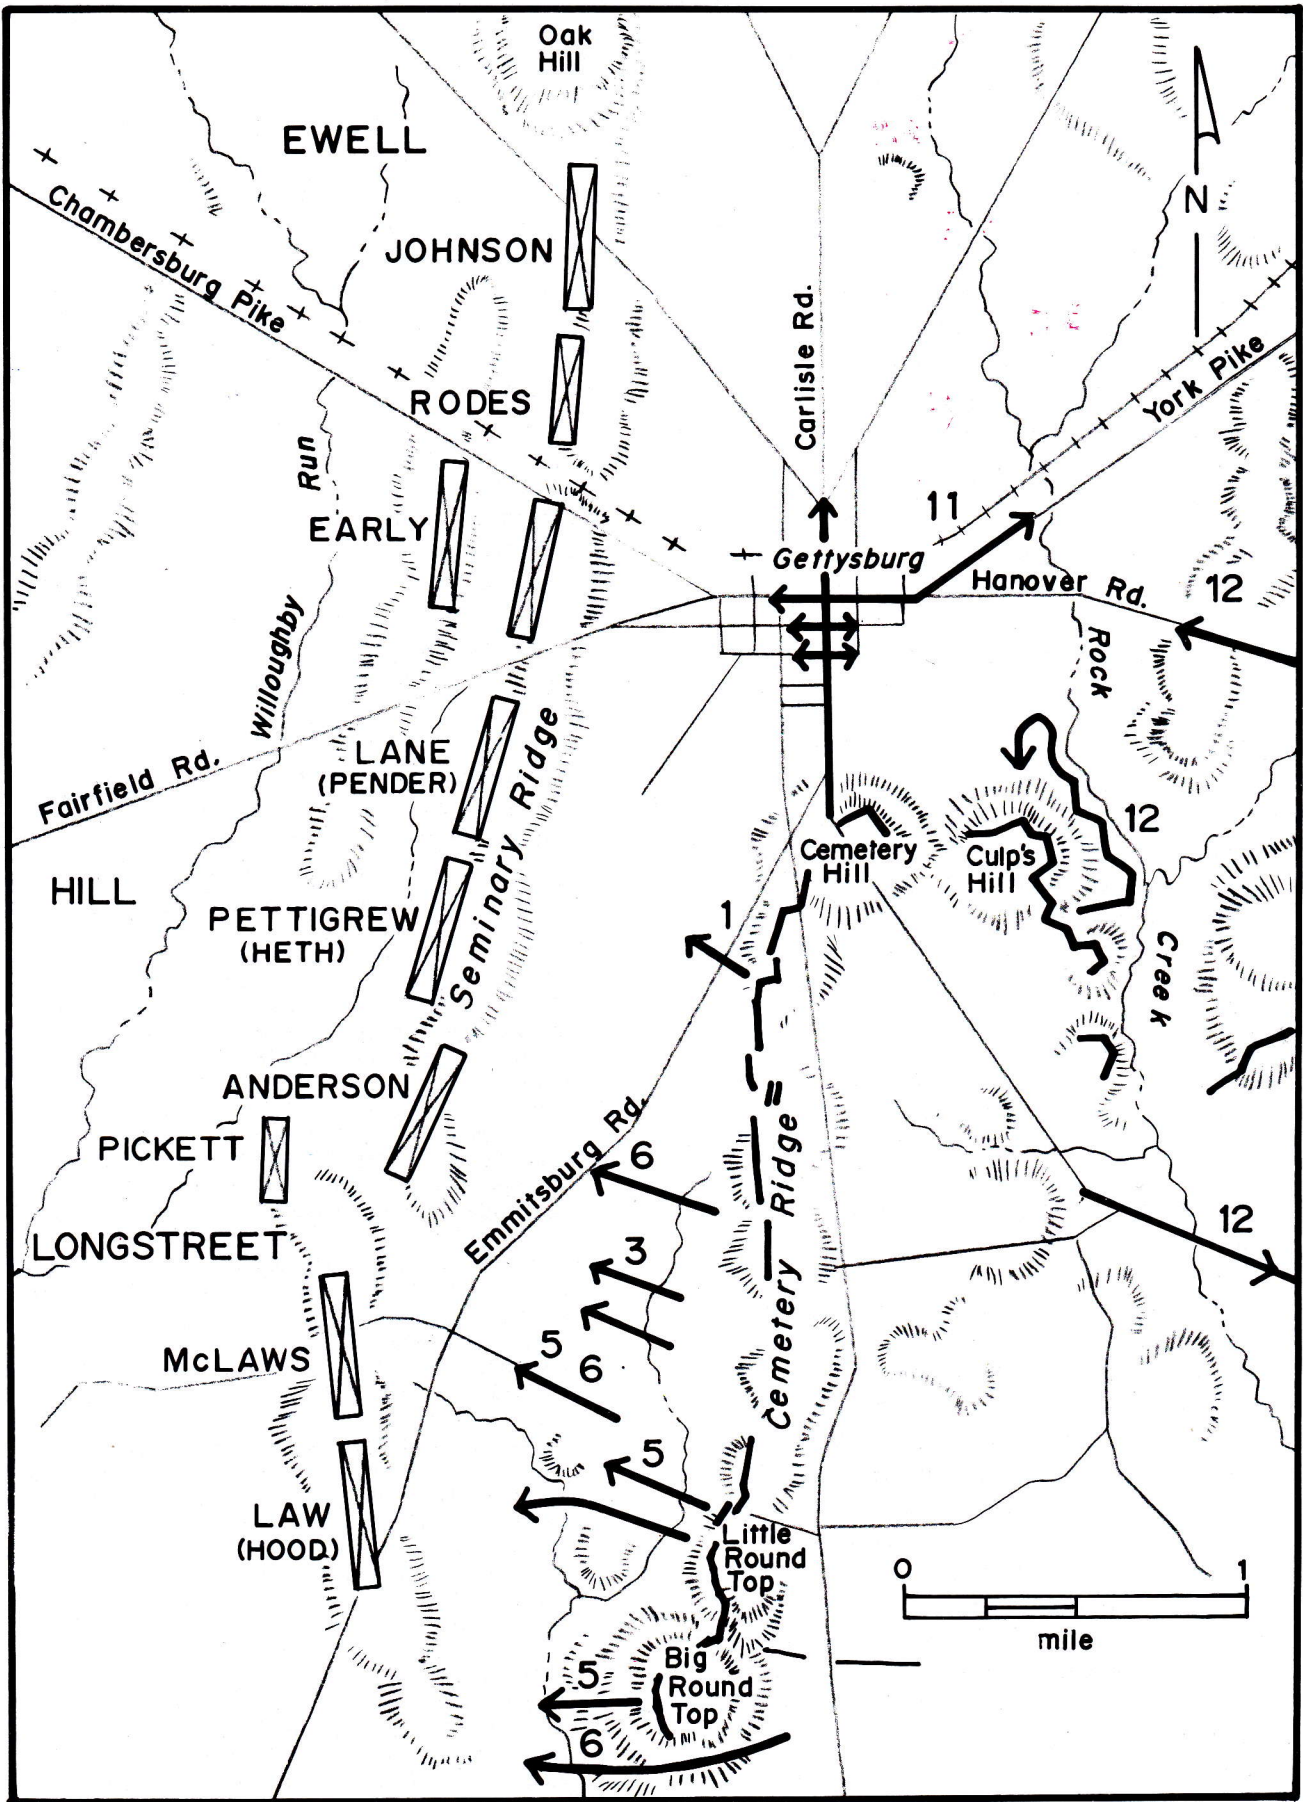 Oak
Hill
EWELL
JOHNSON
Chambersburg Pike
N
Carlisle Rd.
York Pike
RODES
Run
EARLY
11
Gettysburg
Hanover Rd.
12
Willoughby
Rock
LANE
(PENDER)
Seminary Ridge
Fairfield Rd.
12
Cemetery
Hill
Culp's
Hill
HILL
PETTIGREW
(HETH)
1
Creek
ANDERSON
PICKETT
Emmitsburg Rd.
6
Cemetery Ridge
12
LONGSTREET
3
McLAWS
5
6
5
LAW
(HOOD)
Little
Round
Top
0 1
mile
Big
Round
Top
5
6